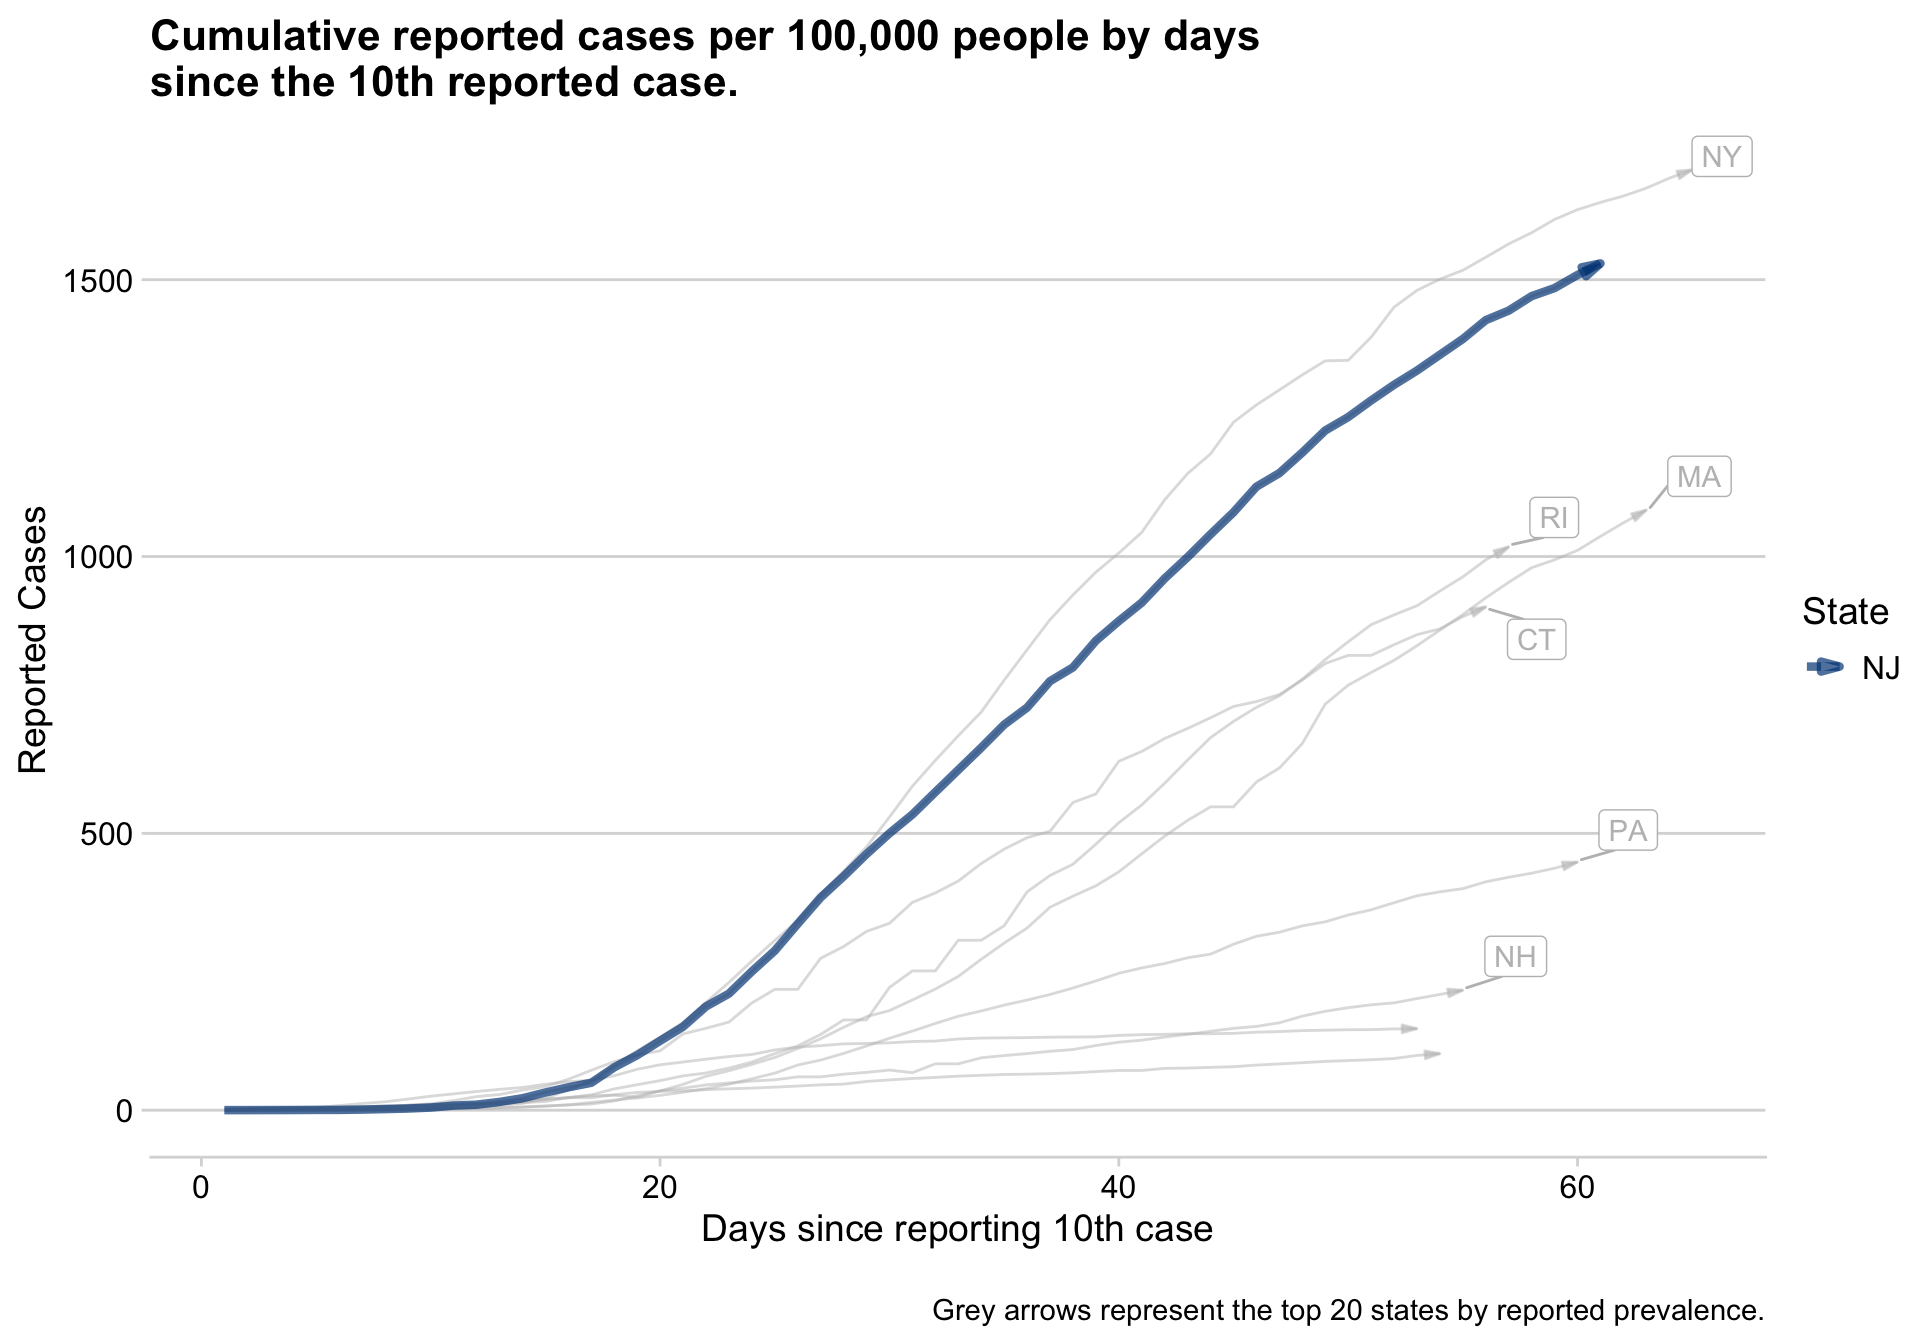 Cumulative reported cases per 100,000 people by days
since the 10th reported case.
NY
1500
MA
RI
1000
Reported Cases
State
CT
NJ
500
PA
NH
0
0 20 40 60
Days since reporting 10th case
Grey arrows represent the top 20 states by reported prevalence.